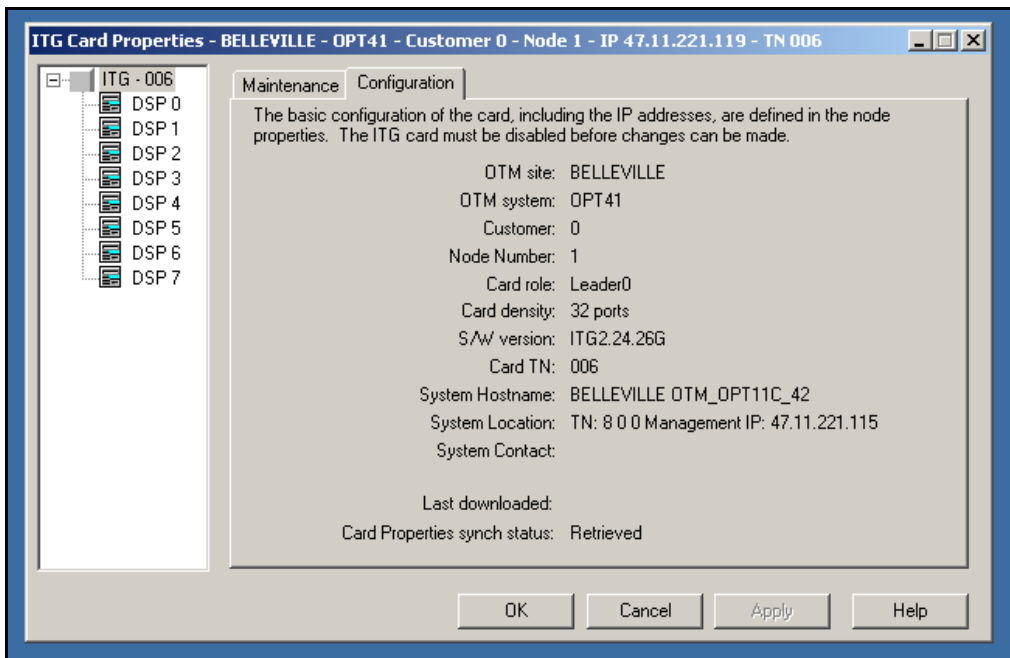 ITG Card Properties - BELLEVILLE - OPT41 - Customer 0 - Node 1 - IP 47.11.221.119 - TN 006
ITG - 006
DSP 0
DSP 1
DSP 2
DSP 3
DSP 4
DSP 5
DSP 6
DSP 7
Maintenance Configuration
The basic configuration of the card, including the IP addresses, are defined in the node
properties. The ITG card must be disabled before changes can be made.
OTM site: BELLEVILLE
OTM system: OPT41
Customer: 0
Node Number: 1
Card role: Leader0
Card density: 32 ports
S/W version: ITG2.24.26G
Card TN: 006
System Hostname: BELLEVILLE OTM_OPT11C_42
System Location: TN: 8 0 0 Management IP: 47.11.221.115
System Contact:
Last downloaded:
Card Properties synch status: Retrieved
OK Cancel Apply Help